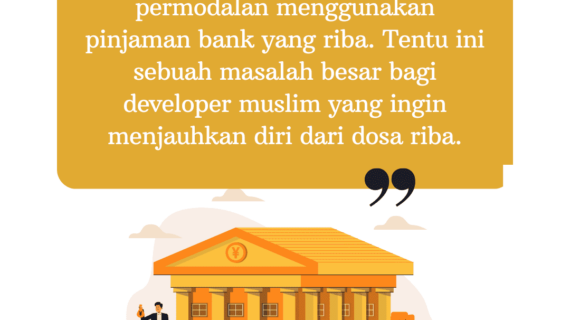 permodalan menggunakan
pinjaman bank yang riba. Tentu ini
sebuah masalah besar bagi
developer muslim yang ingin
menjauhkan diri dari dosa riba.
”